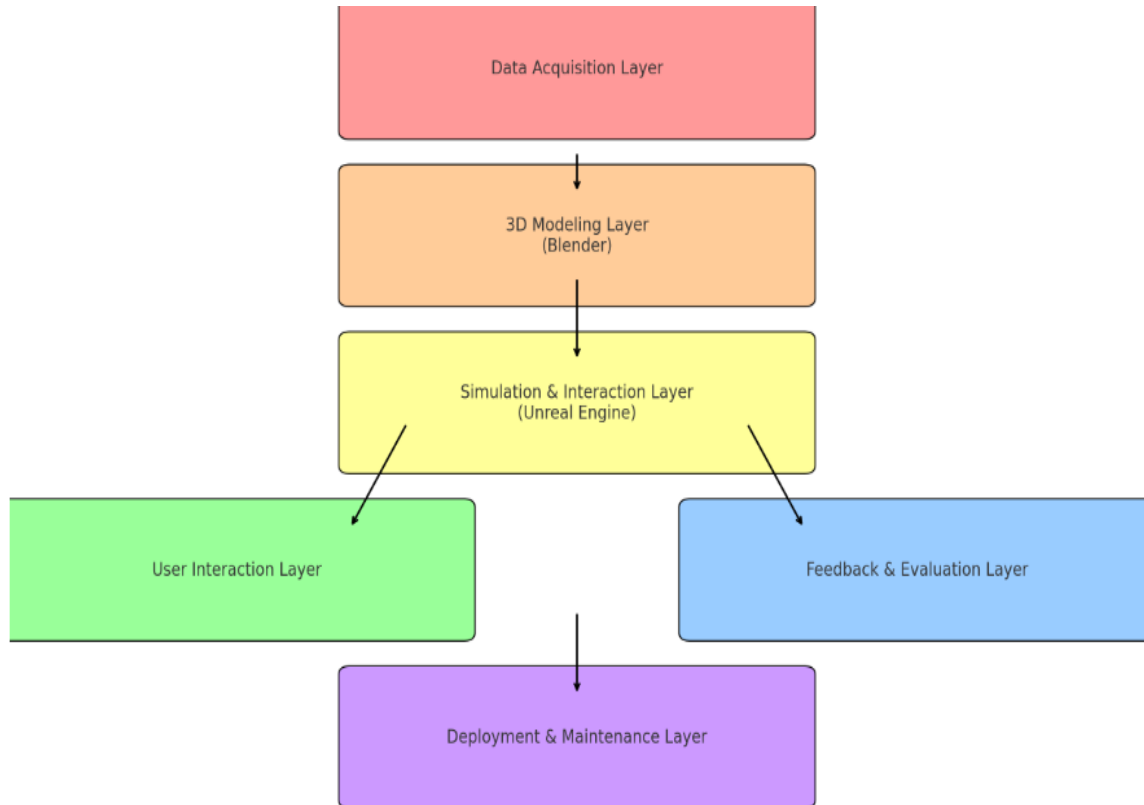 Data Acquisition Layer
3D Modeling Layer
(Blender)
Simulation & Interaction Layer
(Unreal Engine)
User Interaction Layer
Feedback & Evaluation Layer
Deployment & Maintenance Layer